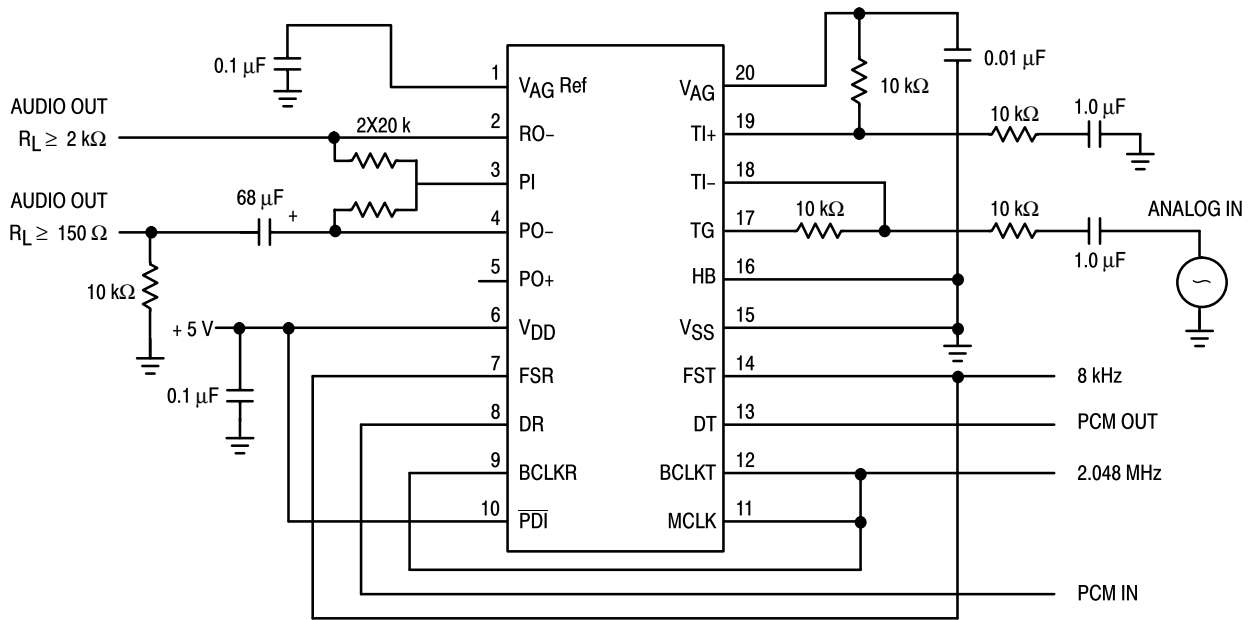 0.1 µF
AUDIO OUT
R_L ≥ 2 kΩ
2X20 k
AUDIO OUT
R_L ≥ 150 Ω
68 µF
+
10 kΩ
+ 5 V
0.1 µF
1
V_AG Ref
2
RO–
3
PI
4
PO–
5
PO+
6
V_DD
7
FSR
8
DR
9
BCLKR
10
P̅D̅I̅
V_AG
20
TI+
19
TI–
18
TG
17
HB
16
V_SS
15
FST
14
DT
13
BCLKT
12
MCLK
11
10 kΩ
0.01 µF
10 kΩ
1.0 µF
10 kΩ
10 kΩ
1.0 µF
ANALOG IN
8 kHz
PCM OUT
2.048 MHz
PCM IN